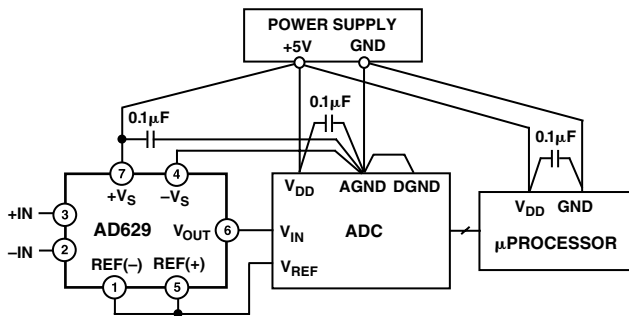 POWER SUPPLY
+5V GND
0.1μF 0.1μF 0.1μF
7 4
+VS –VS
VDD AGND DGND
VDD GND
+IN 3 AD629 VOUT 6 VIN ADC μPROCESSOR
–IN 2
REF(–) REF(+) VREF
1 5